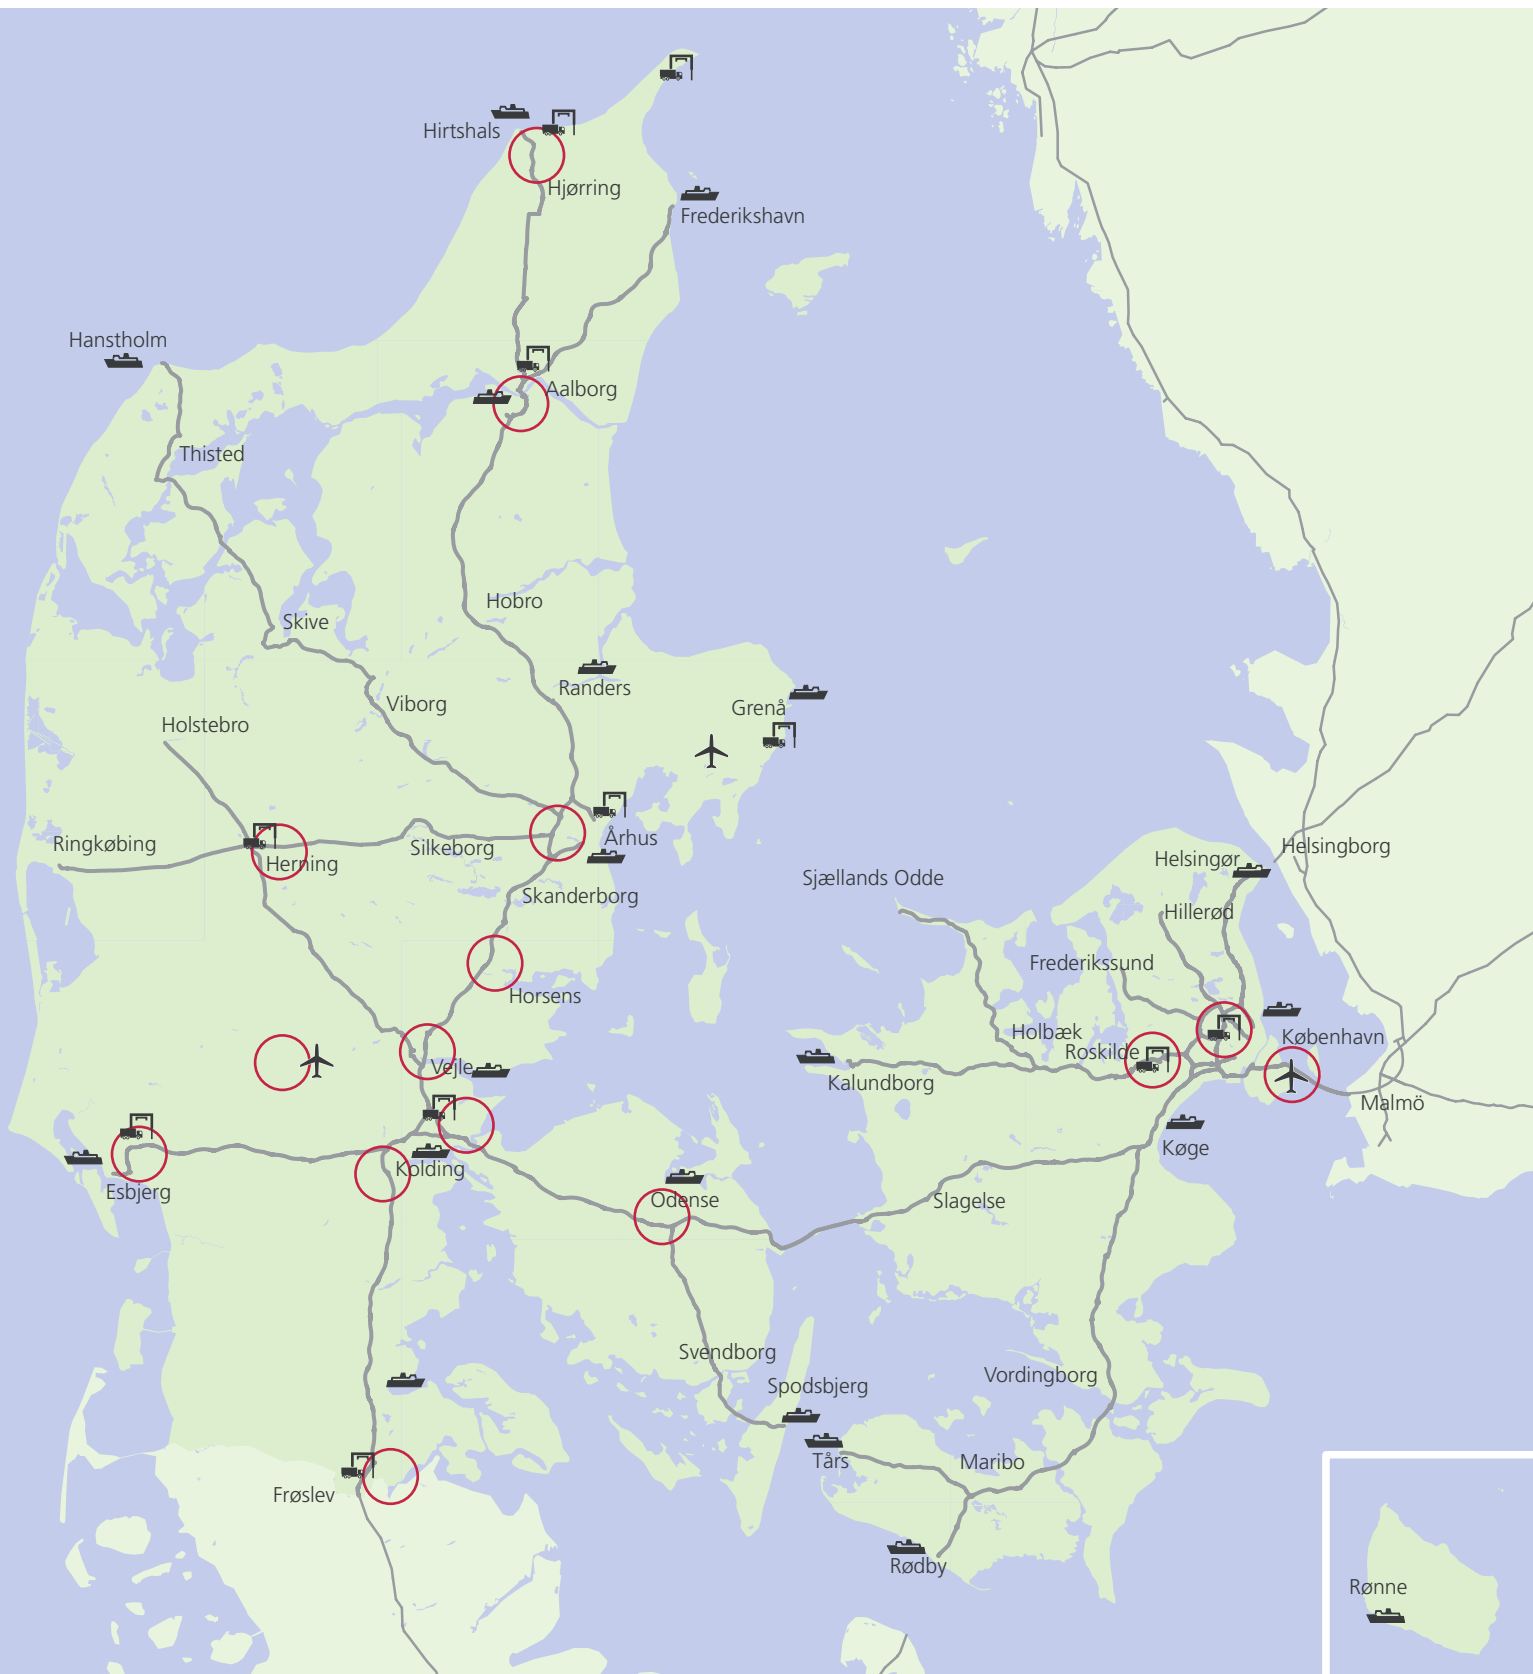 Hirtshals
Hjørring
Frederikshavn
Hanstholm
Aalborg
Thisted
Hobro
Skive
Randers
Viborg
Grenå
Holstebro
Århus
Ringkøbing
Silkeborg
Herning
Helsingborg
Helsingør
Sjællands Odde
Skanderborg
Hillerød
Frederikssund
Horsens
Holbæk
København
Roskilde
Vejle
Kalundborg
Malmö
Køge
Kolding
Esbjerg
Odense
Slagelse
Svendborg
Vordingborg
Spodsbjerg
Tårs
Maribo
Frøslev
Rødby
Rønne